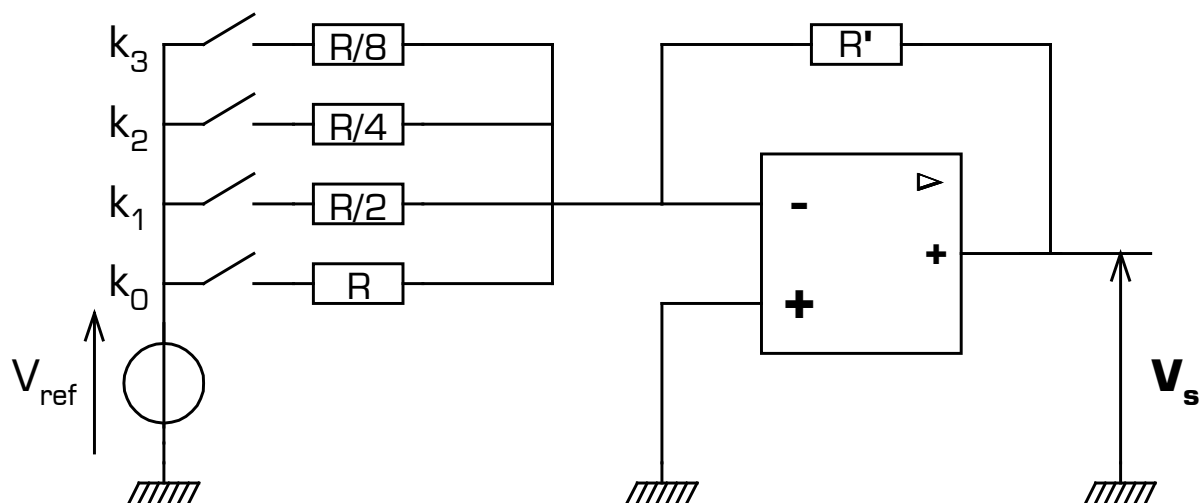 k3 R/8 R'
k2 R/4
k1 R/2 -
+
k0 R +
Vref Vs